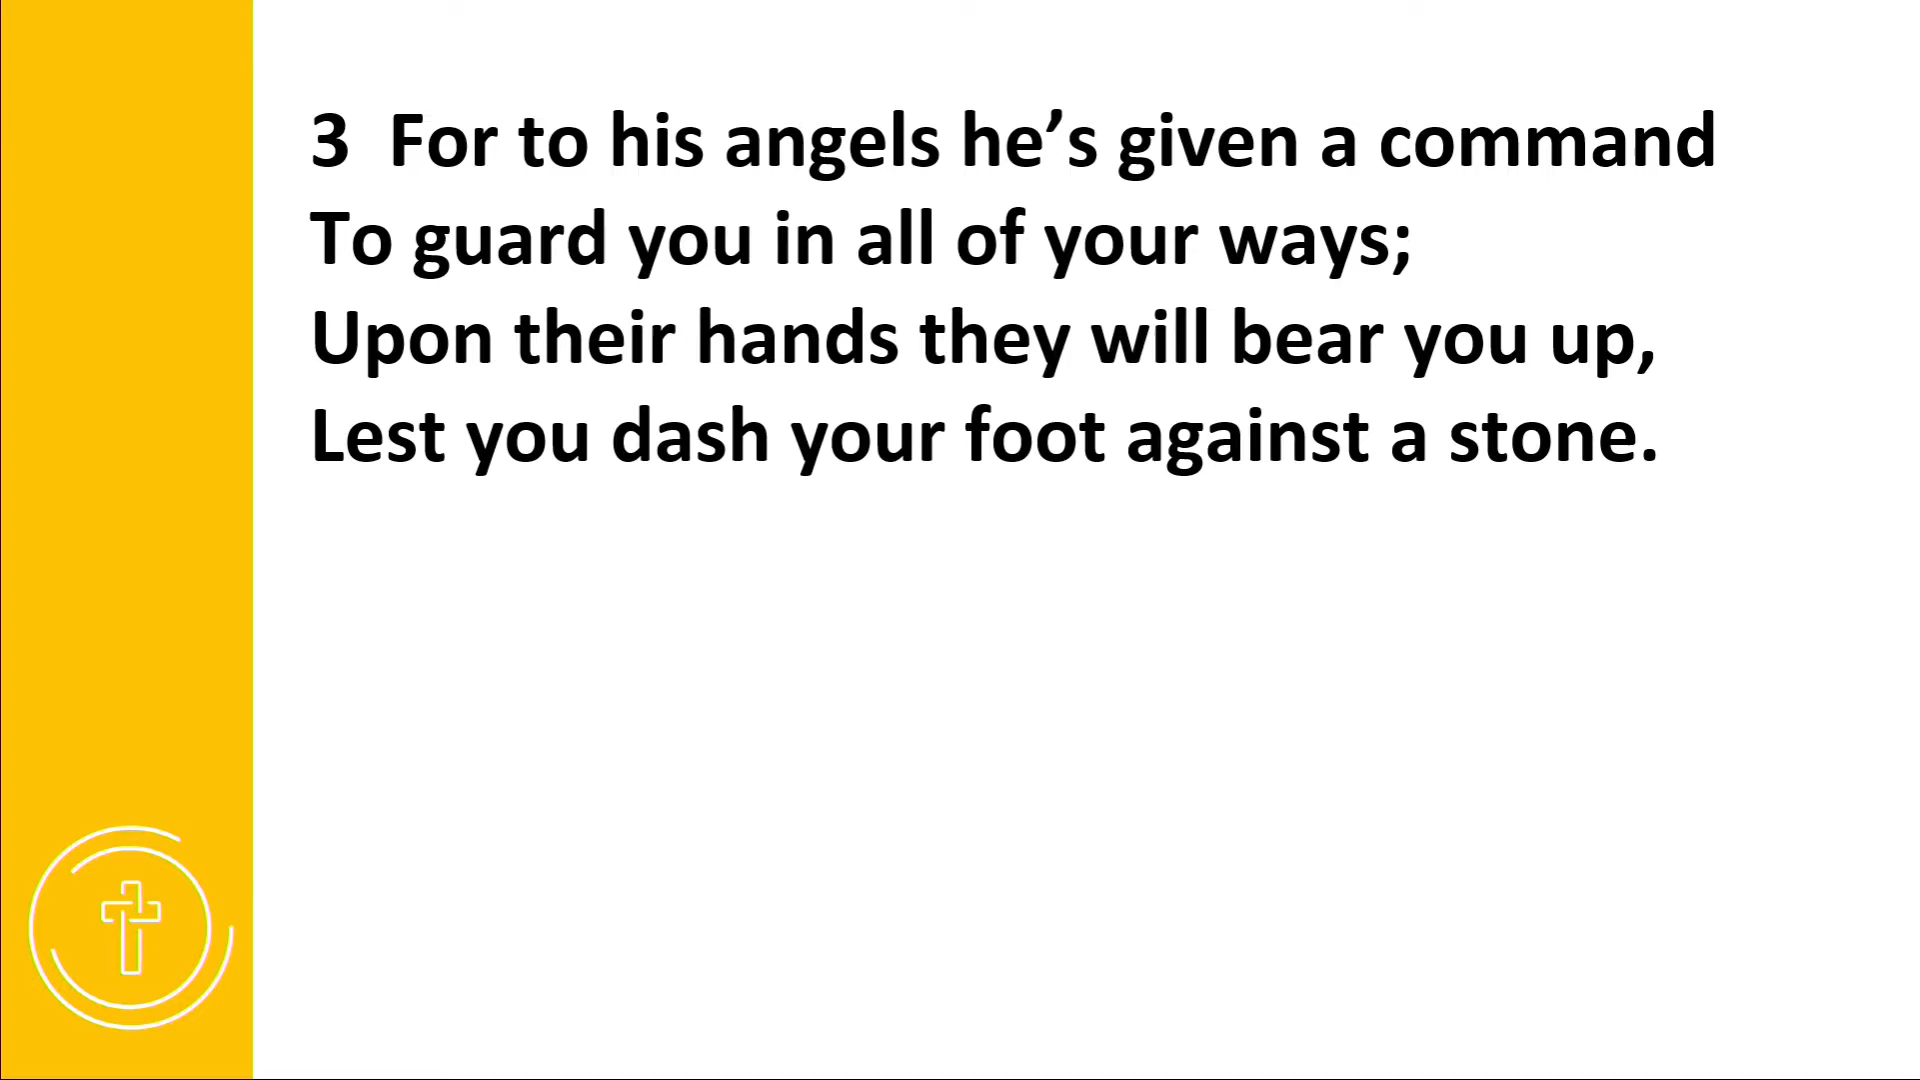 3  For to his angels he’s given a command
To guard you in all of your ways;
Upon their hands they will bear you up,
Lest you dash your foot against a stone.